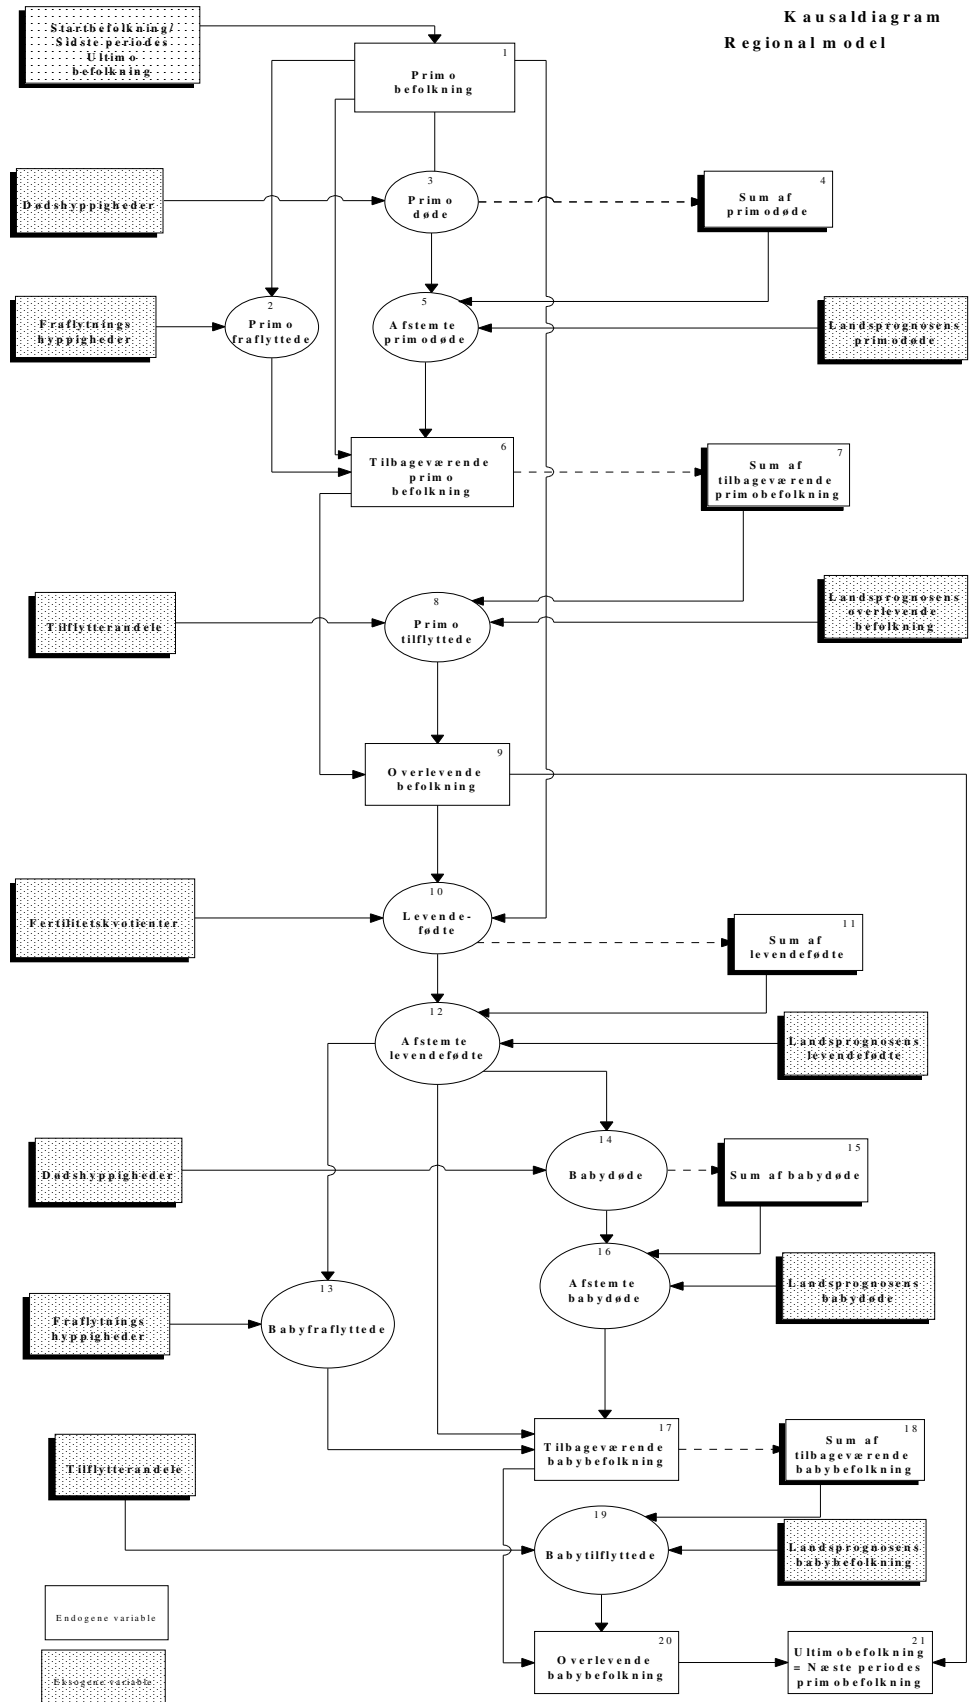 Kausaldiagram
Regional model
Startbefolkning/
Sidste periodes
Ultimo
befolkning
1
Primo
befolkning
Dødshyppigheder
3
Primo
døde
4
Sum af
primodøde
Fraflytnings
hyppigheder
2
Primo
fraflyttede
5
Afstemte
primodøde
Landsprognosens
primodøde
6
Tilbageværende
primo
befolkning
7
Sum af
tilbageværende
primobefolkning
Tilflytterandele
8
Primo
tilflyttede
Landsprognosens
overlevende
befolkning
9
Overlevende
befolkning
Fertilitetskvotienter
10
Levende-
fødte
11
Sum af
levendefødte
12
Afstemte
levendefødte
Landsprognosens
levendefødte
Dødshyppigheder
14
Babydøde
15
Sum af babydøde
16
Afstemte
babydøde
Landsprognosens
babydøde
Fraflytnings
hyppigheder
13
Babyfraflyttede
17
Tilbageværende
babybefolkning
18
Sum af
tilbageværende
babybefolkning
Tilflytterandele
19
Babytilflyttede
Landsprognosens
babybefolkning
Endogene variable
20
Overlevende
babybefolkning
21
Ultimobefolkning
= Næste periodes
primobefolkning
Eksogene variable